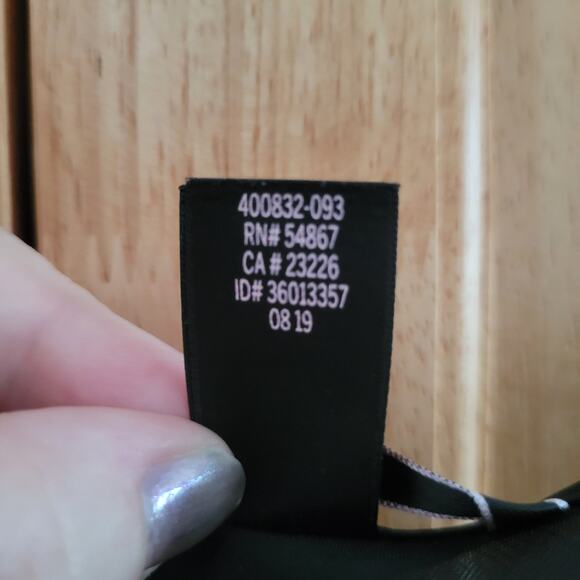 400832-093
RN# 54867
CA # 23226
ID# 36013357
08 19